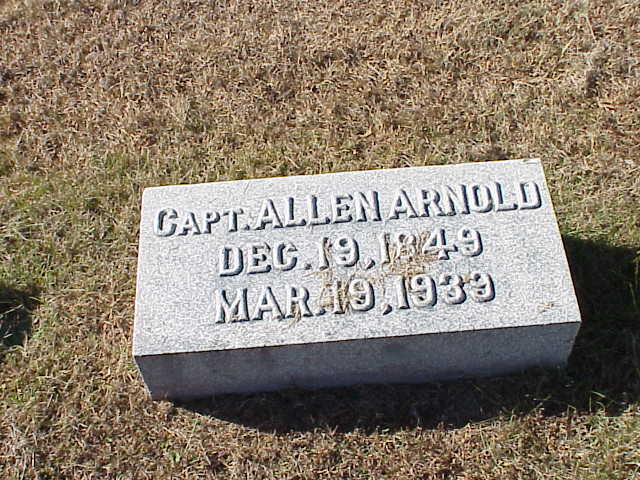 CAPT. ALLEN ARNOLD
DEC. 19, 1849
MAR. 19, 1939